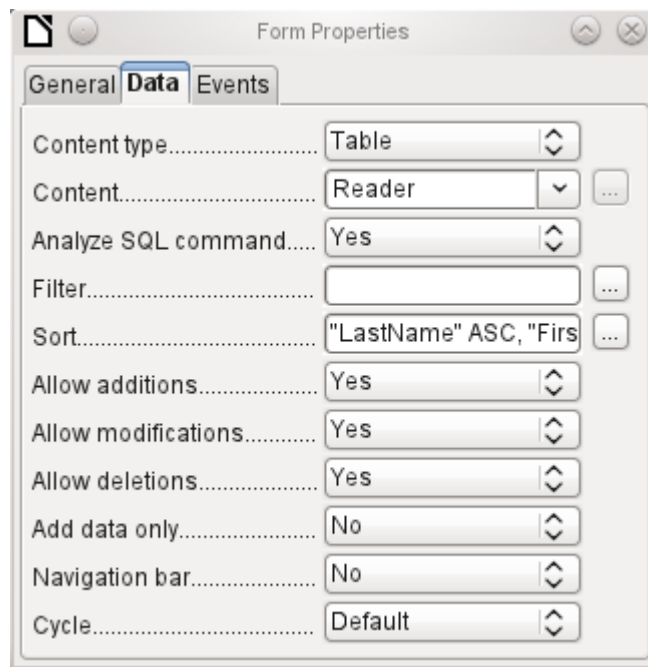 Form Properties
General Data Events
Content type........................ Table
Content................................ Reader ...
Analyze SQL command..... Yes
Filter.................................... ...
Sort...................................... "LastName" ASC, "Firs ...
Allow additions.................... Yes
Allow modifications............ Yes
Allow deletions.................... Yes
Add data only....................... No
Navigation bar..................... No
Cycle.................................... Default